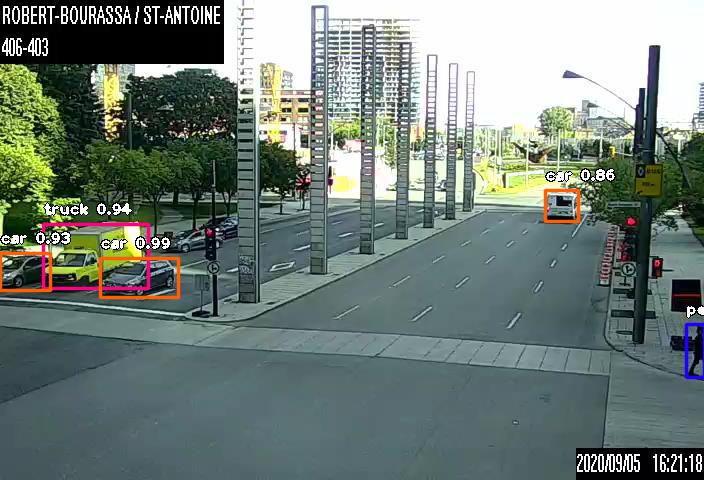 ROBERT-BOURASSA / ST-ANTOINE
406-403
car 0.86
truck 0.94
car 0.93
car 0.99
pe
2020/09/05 16:21:18